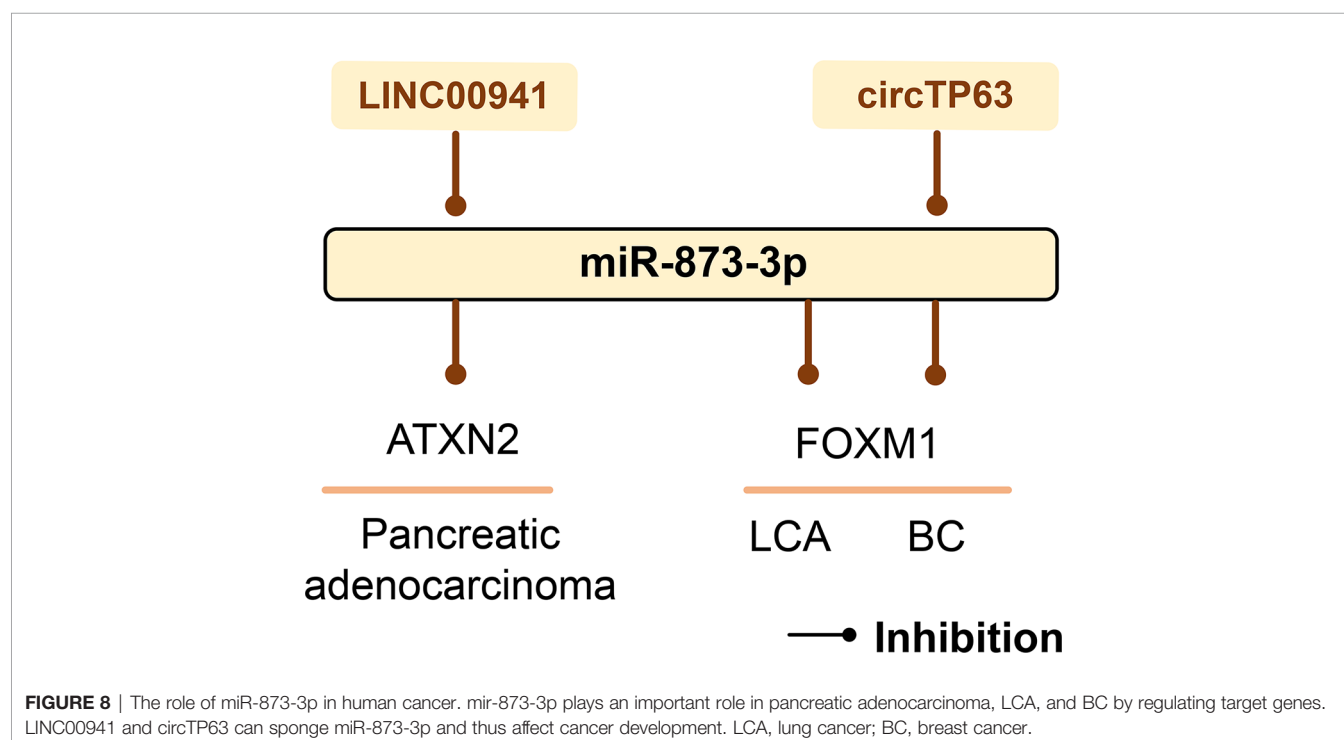 LINC00941
circTP63
miR-873-3p
ATXN2
FOXM1
Pancreatic
adenocarcinoma
LCA
BC
Inhibition
FIGURE 8 | The role of miR-873-3p in human cancer. mir-873-3p plays an important role in pancreatic adenocarcinoma, LCA, and BC by regulating target genes.
LINC00941 and circTP63 can sponge miR-873-3p and thus affect cancer development. LCA, lung cancer; BC, breast cancer.